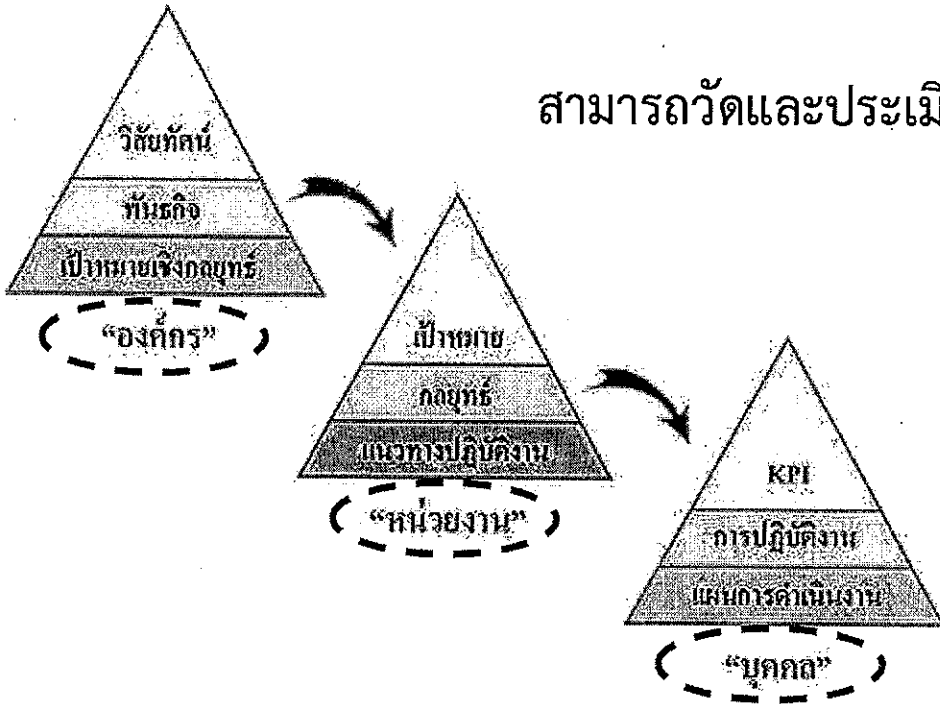 สามารถวัดและประเมิ
วิสัยทัศน์
พันธกิจ
เป้าหมายเชิงกลยุทธ์
“องค์กร”
เป้าหมาย
กลยุทธ์
แนวทางปฏิบัติงาน
“หน่วยงาน”
KPI
การปฏิบัติงาน
แผนการดำเนินงาน
“บุคคล”